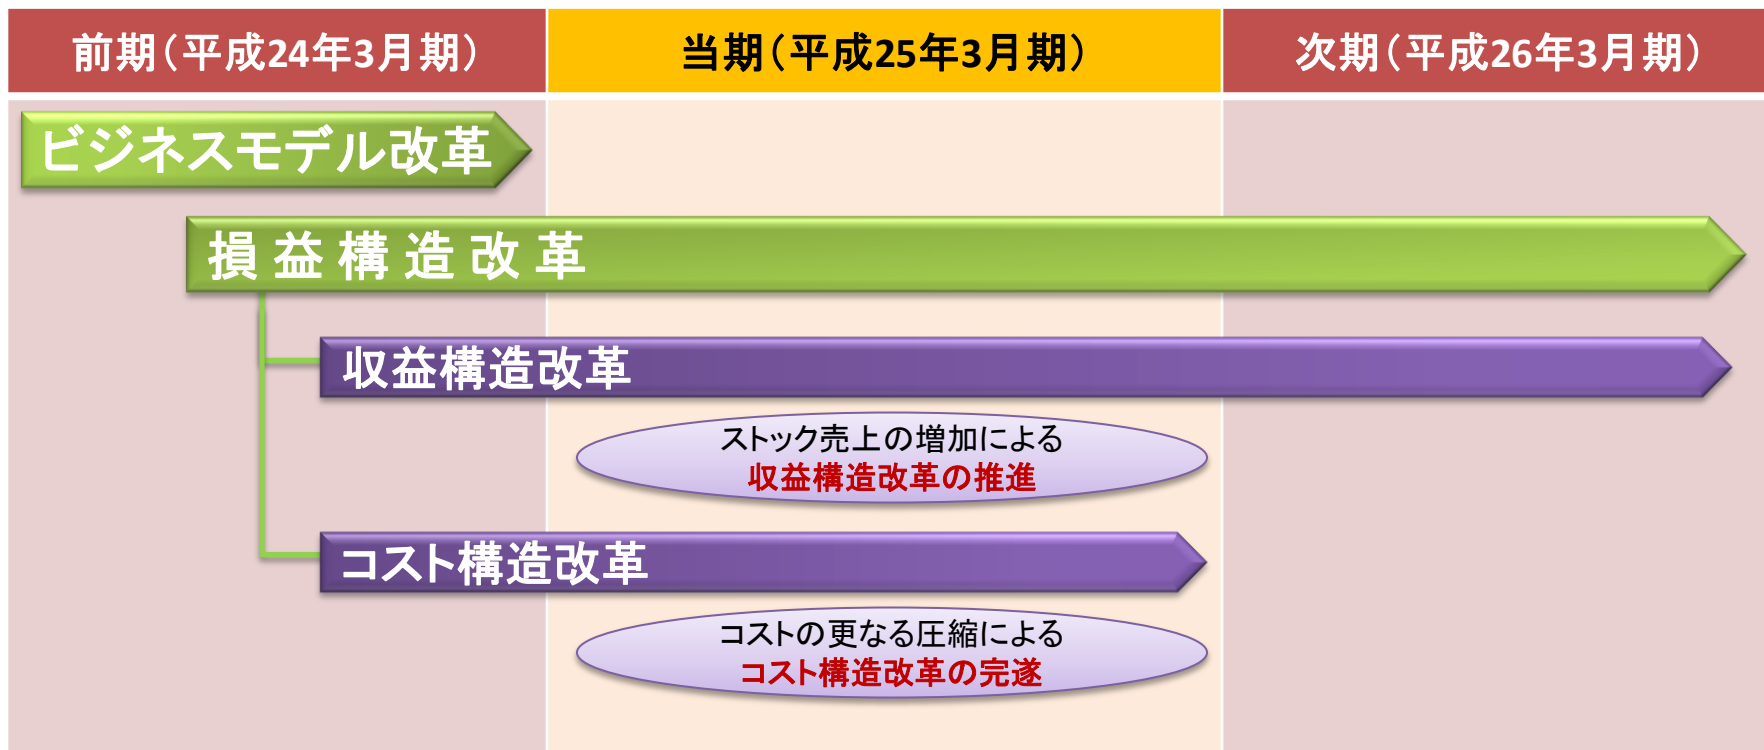 前期（平成24年3月期）
当期（平成25年3月期）
次期（平成26年3月期）
ビジネスモデル改革
損益構造改革
収益構造改革
ストック売上の増加による
収益構造改革の推進
コスト構造改革
コストの更なる圧縮による
コスト構造改革の完遂